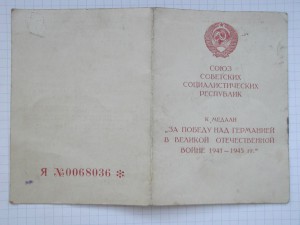 СОЮЗ
СОВЕТСКИХ
СОЦИАЛИСТИЧЕСКИХ
РЕСПУБЛИК
К МЕДАЛИ
„ЗА ПОБЕДУ НАД ГЕРМАНИЕЙ
В ВЕЛИКОЙ ОТЕЧЕСТВЕННОЙ
ВОЙНЕ 1941–1945 гг.“
Я №0068036 *